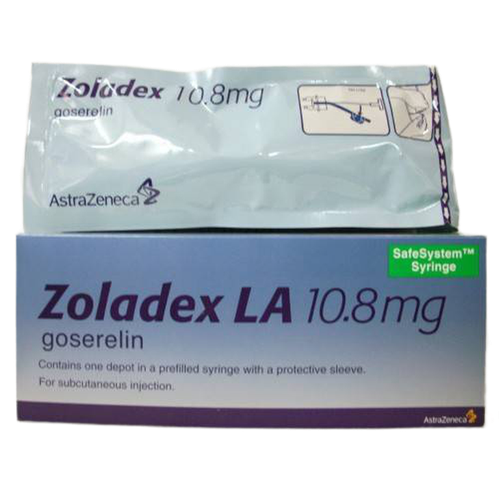 Zoladex 10.8mg
goserelin
AstraZeneca
SafeSystem™
Syringe
Zoladex LA 10.8mg
goserelin
Contains one depot in a prefilled syringe with a protective sleeve.
For subcutaneous injection.
AstraZeneca